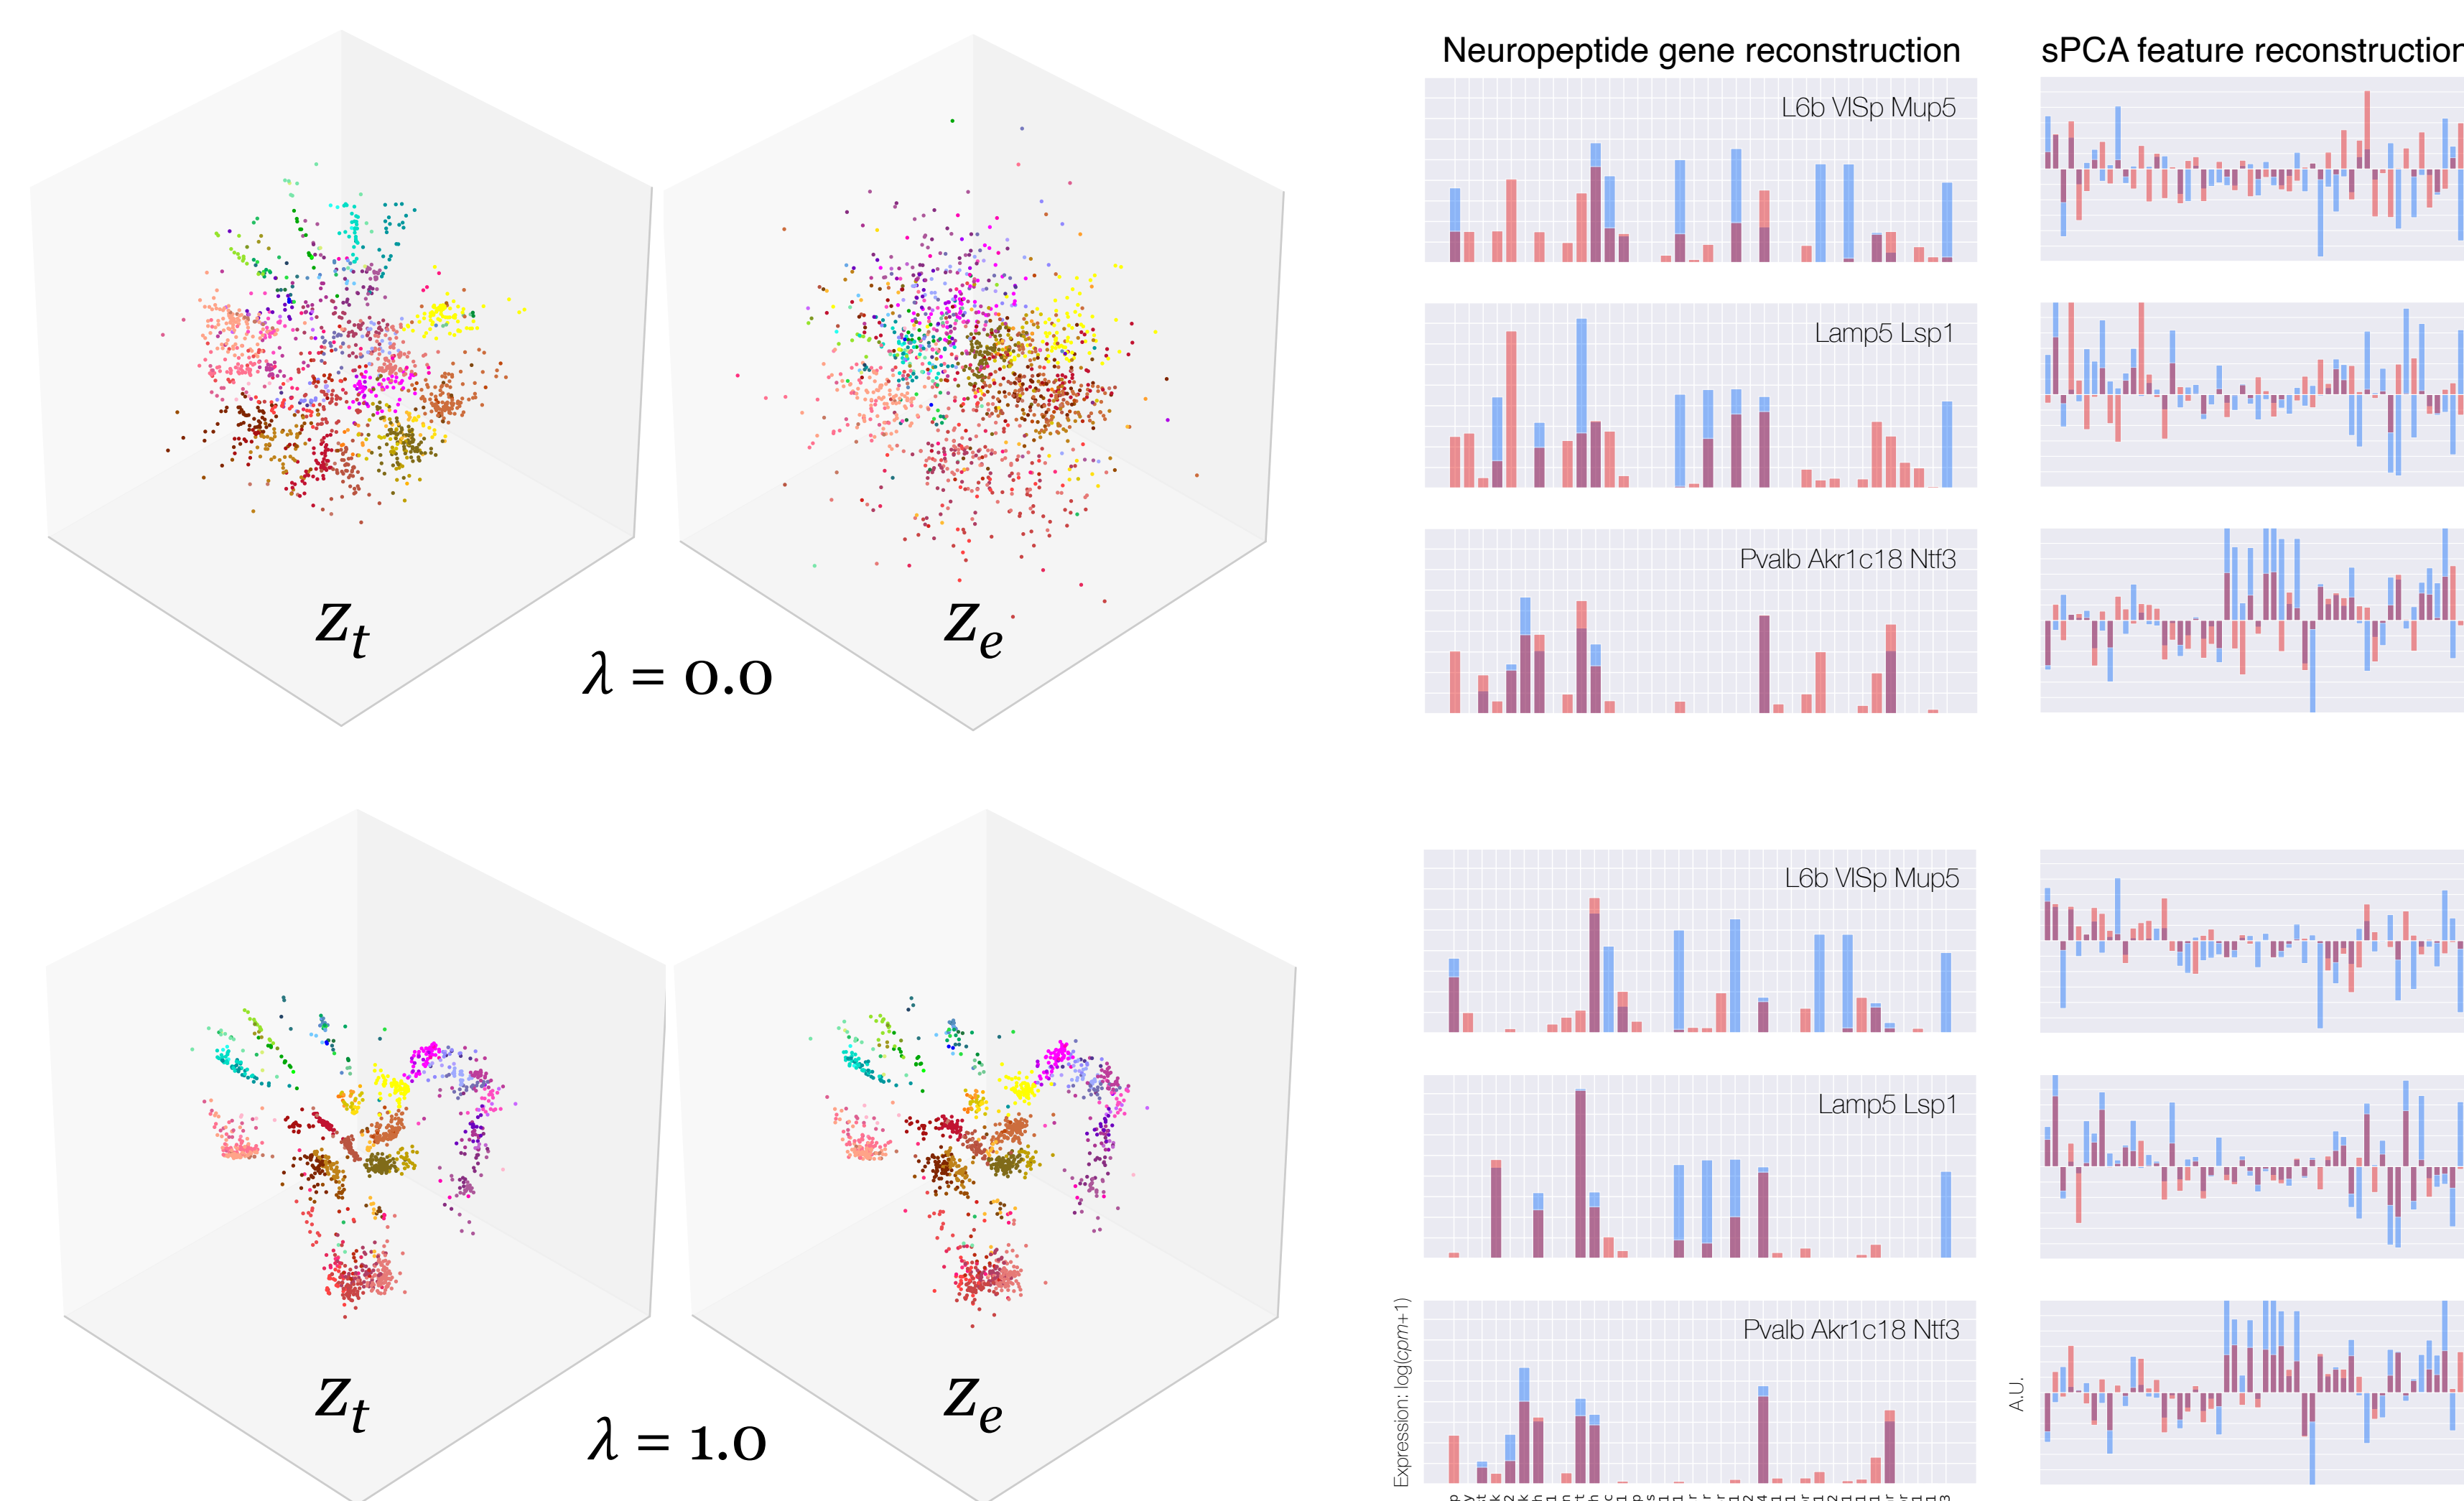 Neuropeptide gene reconstruction
sPCA feature reconstruction
L6b VISp Mup5
Lamp5 Lsp1
Pvalb Akr1c18 Ntf3
z_t
z_e
λ = 0.0
L6b VISp Mup5
Lamp5 Lsp1
Pvalb Akr1c18 Ntf3
Expression: log(cpm+1)
A.U.
z_t
z_e
λ = 1.0